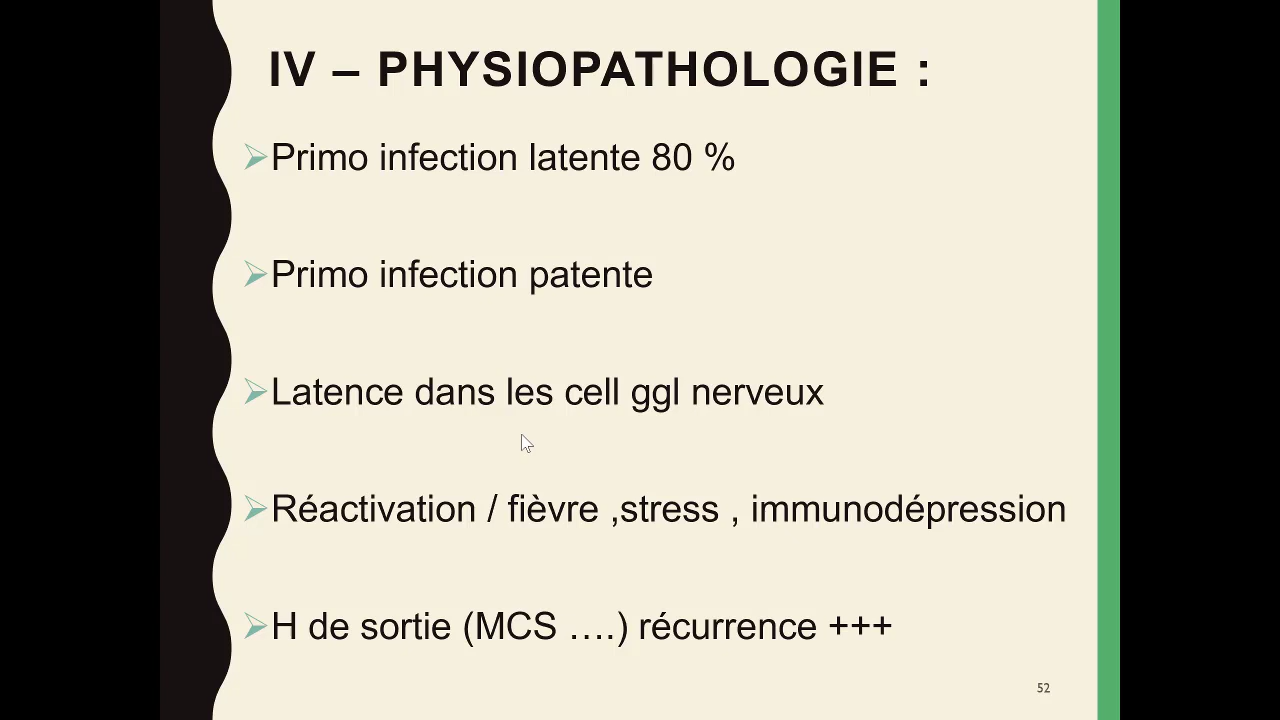 IV – PHYSIOPATHOLOGIE :
Primo infection latente 80 %
Primo infection patente
Latence dans les cell ggl nerveux
Réactivation / fièvre ,stress , immunodépression
H de sortie (MCS ….) récurrence +++
52